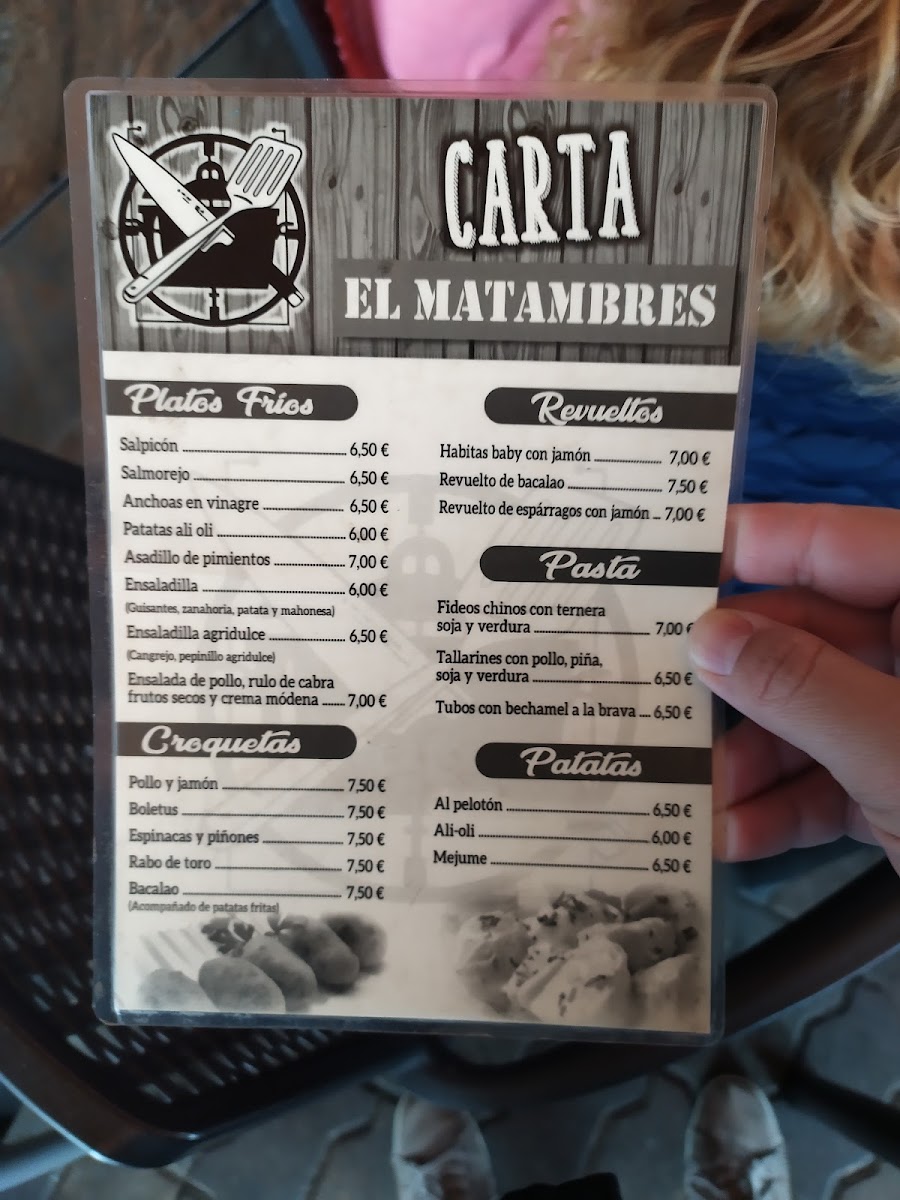 CARTA
EL MATAMBRES
Platos Fríos
Salpicón 6,50 €
Salmorejo 6,50 €
Anchoas en vinagre 6,50 €
Patatas ali oli 6,00 €
Asadillo de pimientos 7,00 €
Ensaladilla 6,00 €
(Guisantes, zanahoria, patata y mahonesa)
Ensaladilla agridulce 6,50 €
(Cangrejo, pepinillo agridulce)
Ensalada de pollo, rulo de cabra
frutos secos y crema módena 7,00 €
Croquetas
Pollo y jamón 7,50 €
Boletus 7,50 €
Espinacas y piñones 7,50 €
Rabo de toro 7,50 €
Bacalao 7,50 €
(Acompañado de patatas fritas)
Revueltos
Habitas baby con jamón 7,00 €
Revuelto de bacalao 7,50 €
Revuelto de espárragos con jamón 7,00 €
Pasta
Fideos chinos con ternera
soja y verdura 7,00 €
Tallarines con pollo, piña,
soja y verdura 6,50 €
Tubos con bechamel a la brava 6,50 €
Patatas
Al pelotón 6,50 €
Ali-oli 6,00 €
Mejume 6,50 €